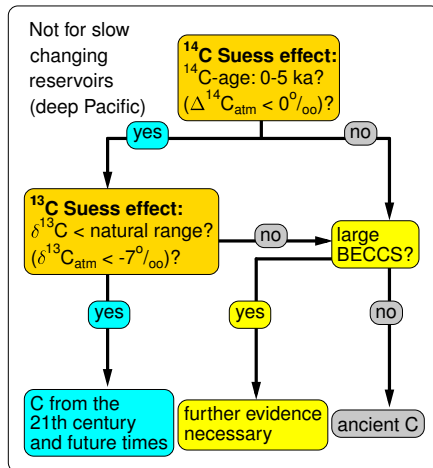 Not for slow
changing
reservoirs
(deep Pacific)
¹⁴C Suess effect:
¹⁴C-age: 0-5 ka?
(Δ¹⁴C_atm < 0‰)?
yes
no
¹³C Suess effect:
δ¹³C < natural range?
(δ¹³C_atm < -7‰)?
no
large
BECCS?
yes
yes
no
C from the
21th century
and future times
further evidence
necessary
ancient C